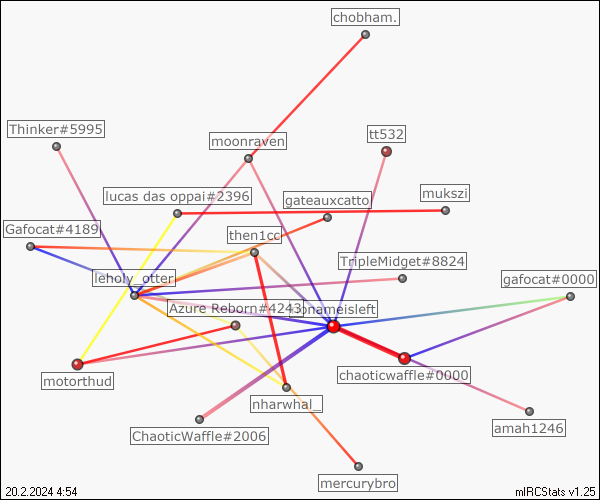 chobham.
Thinker#5995
tt532
moonraven
lucas das oppai#2396
gateauxcatto
mukszi
Gafocat#4189
then1cc
TripleMidget#8824
leholy_otter
gafocat#0000
Azure Reborn#4243
nameisleft
chaoticwaffle#0000
motorthud
nharwhal_
amah1246
ChaoticWaffle#2006
mercurybro
20.2.2024 4:54
mIRCStats v1.25